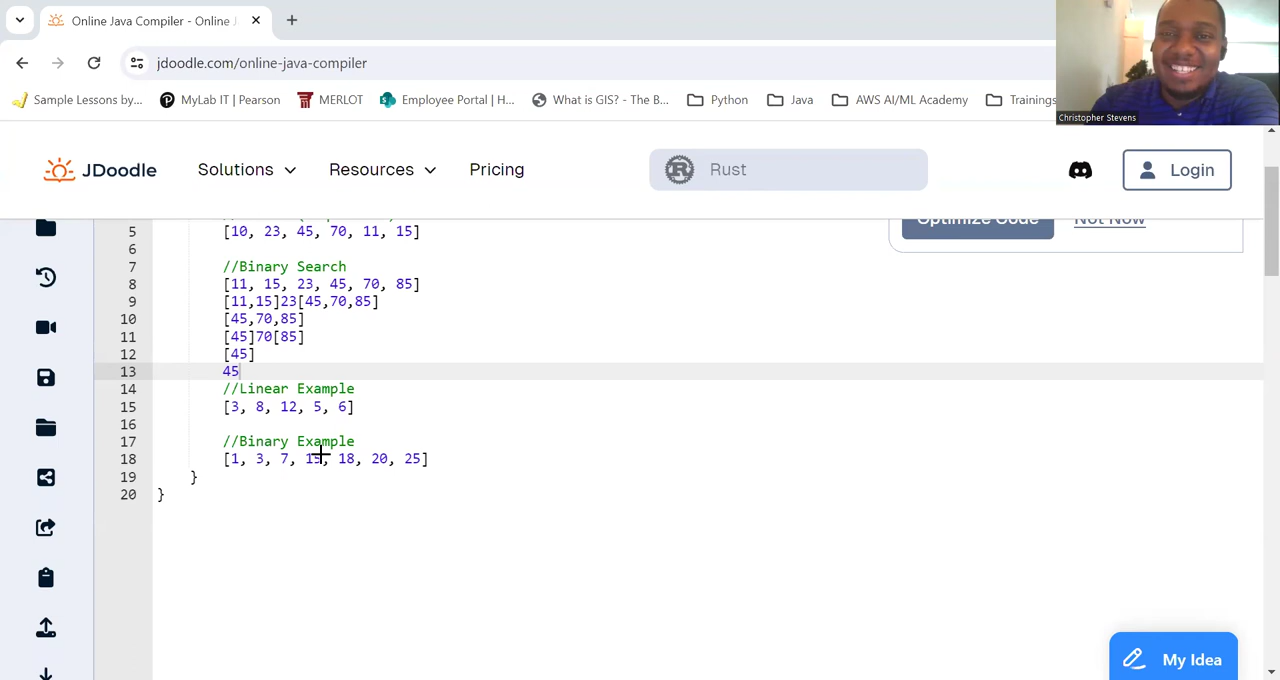 Online Java Compiler - Online J
jdoodle.com/online-java-compiler
Sample Lessons by...
MyLab IT | Pearson
MERLOT
Employee Portal | H...
What is GIS? - The B...
Python
Java
AWS AI/ML Academy
Trainings
Christopher Stevens
JDoodle
Solutions
Resources
Pricing
Rust
Login
Optimize Code
Not Now
5 [10, 23, 45, 70, 11, 15]
6
7 //Binary Search
8 [11, 15, 23, 45, 70, 85]
9 [11,15]23[45,70,85]
10 [45,70,85]
11 [45]70[85]
12 [45]
13 45
14 //Linear Example
15 [3, 8, 12, 5, 6]
16
17 //Binary Example
18 [1, 3, 7, 15, 18, 20, 25]
19 }
20 }
My Idea